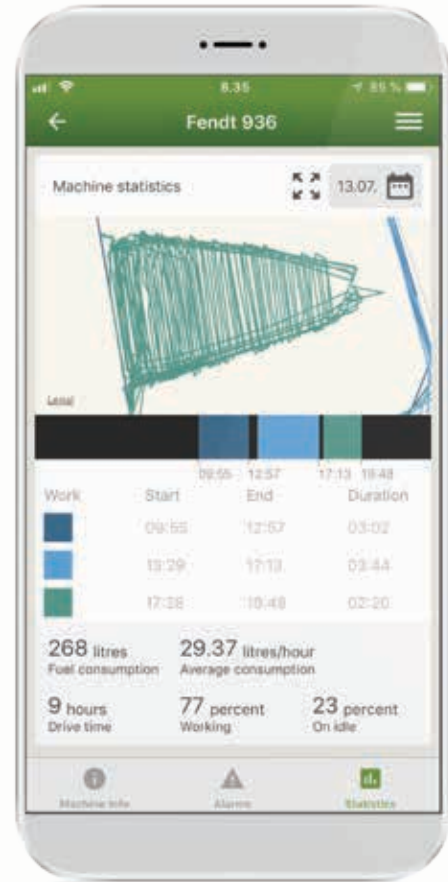 8.35 85 %
Fendt 936
Machine statistics 13.07.
Legal
09:55 12:57 17:13 19:48
Work Start End Duration
09:55 12:57 03:02
13:29 17:13 03:44
17:28 19:48 02:20
268 litres 29.37 litres/hour
Fuel consumption Average consumption
9 hours 77 percent 23 percent
Drive time Working On idle
Machine info Alarms Statistics